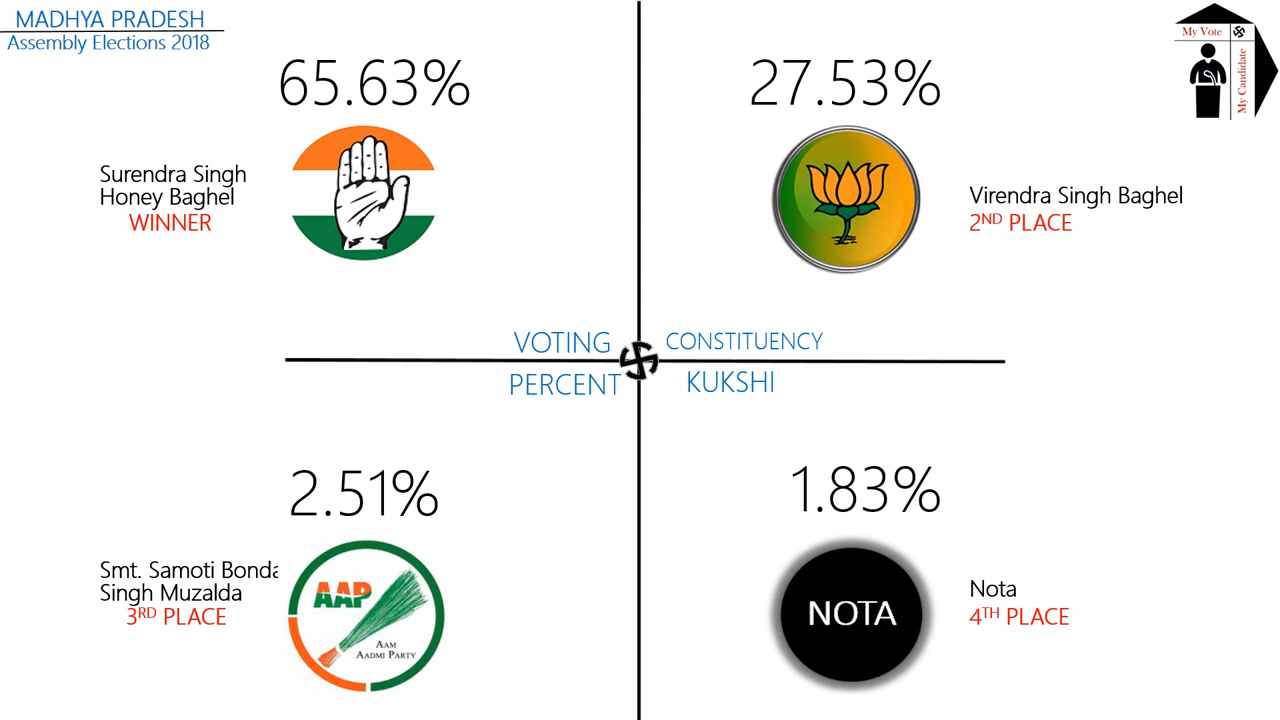 MADHYA PRADESH
Assembly Elections 2018
My Vote
My Candidate
65.63%
Surendra Singh
Honey Baghel
WINNER
27.53%
Virendra Singh Baghel
2ND PLACE
VOTING
PERCENT
CONSTITUENCY
KUKSHI
2.51%
Smt. Samoti Bonda
Singh Muzalda
3RD PLACE
AAP
AAM
AADMI PARTY
1.83%
NOTA
Nota
4TH PLACE